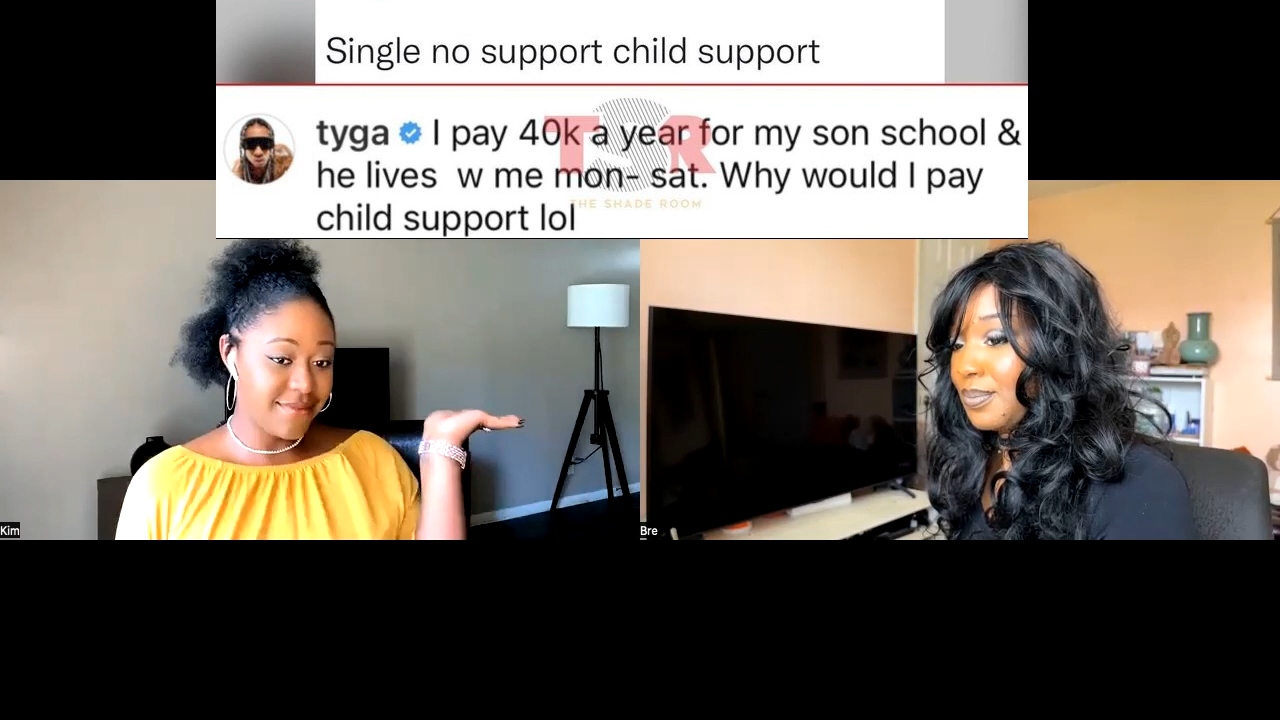 Single no support child support
tyga I pay 40k a year for my son school &
he lives w me mon- sat. Why would I pay
child support lol
TSR
THE SHADE ROOM
Kim
Bre